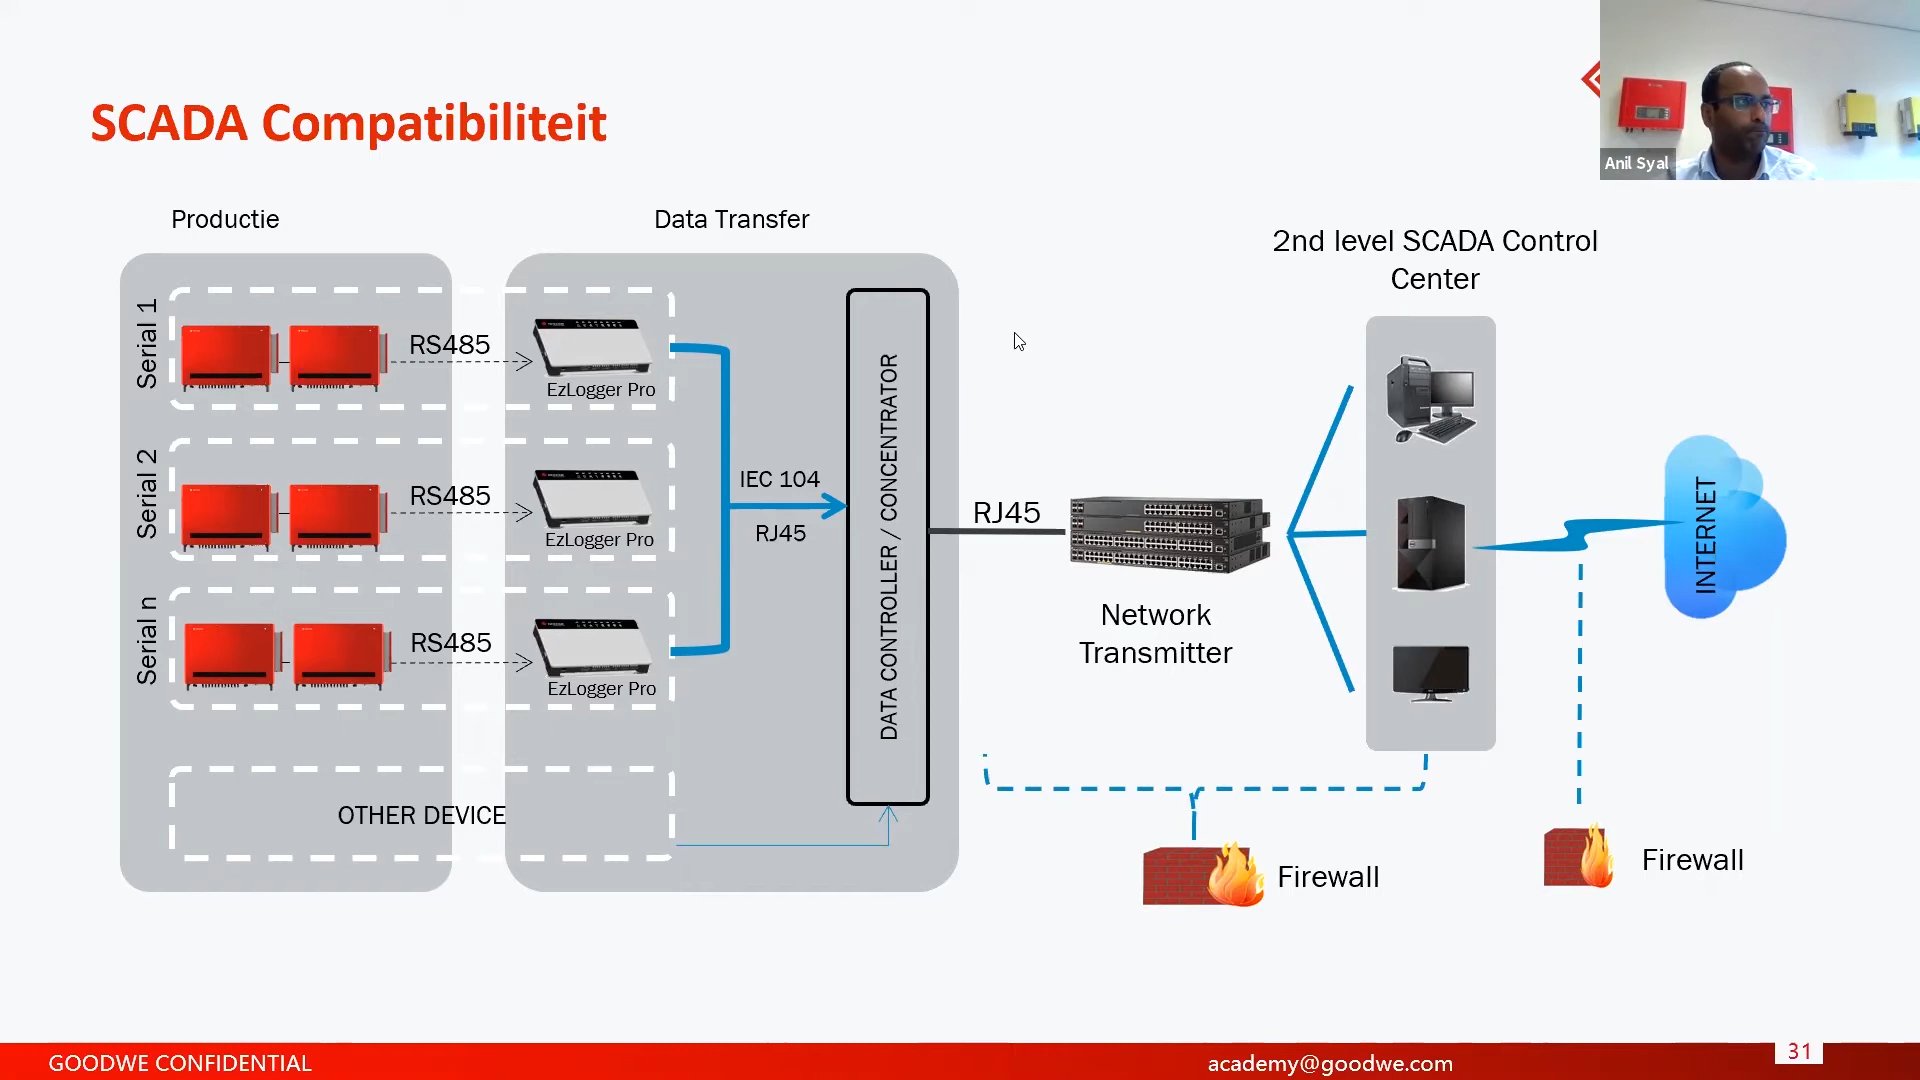 SCADA Compatibiliteit
Anil Syal
Productie
Data Transfer
2nd level SCADA Control
Center
Serial 1
RS485
EzLogger Pro
Serial 2
RS485
EzLogger Pro
IEC 104
RJ45
Serial n
RS485
EzLogger Pro
OTHER DEVICE
DATA CONTROLLER / CONCENTRATOR
RJ45
Network
Transmitter
INTERNET
Firewall
Firewall
GOODWE CONFIDENTIAL
academy@goodwe.com
31